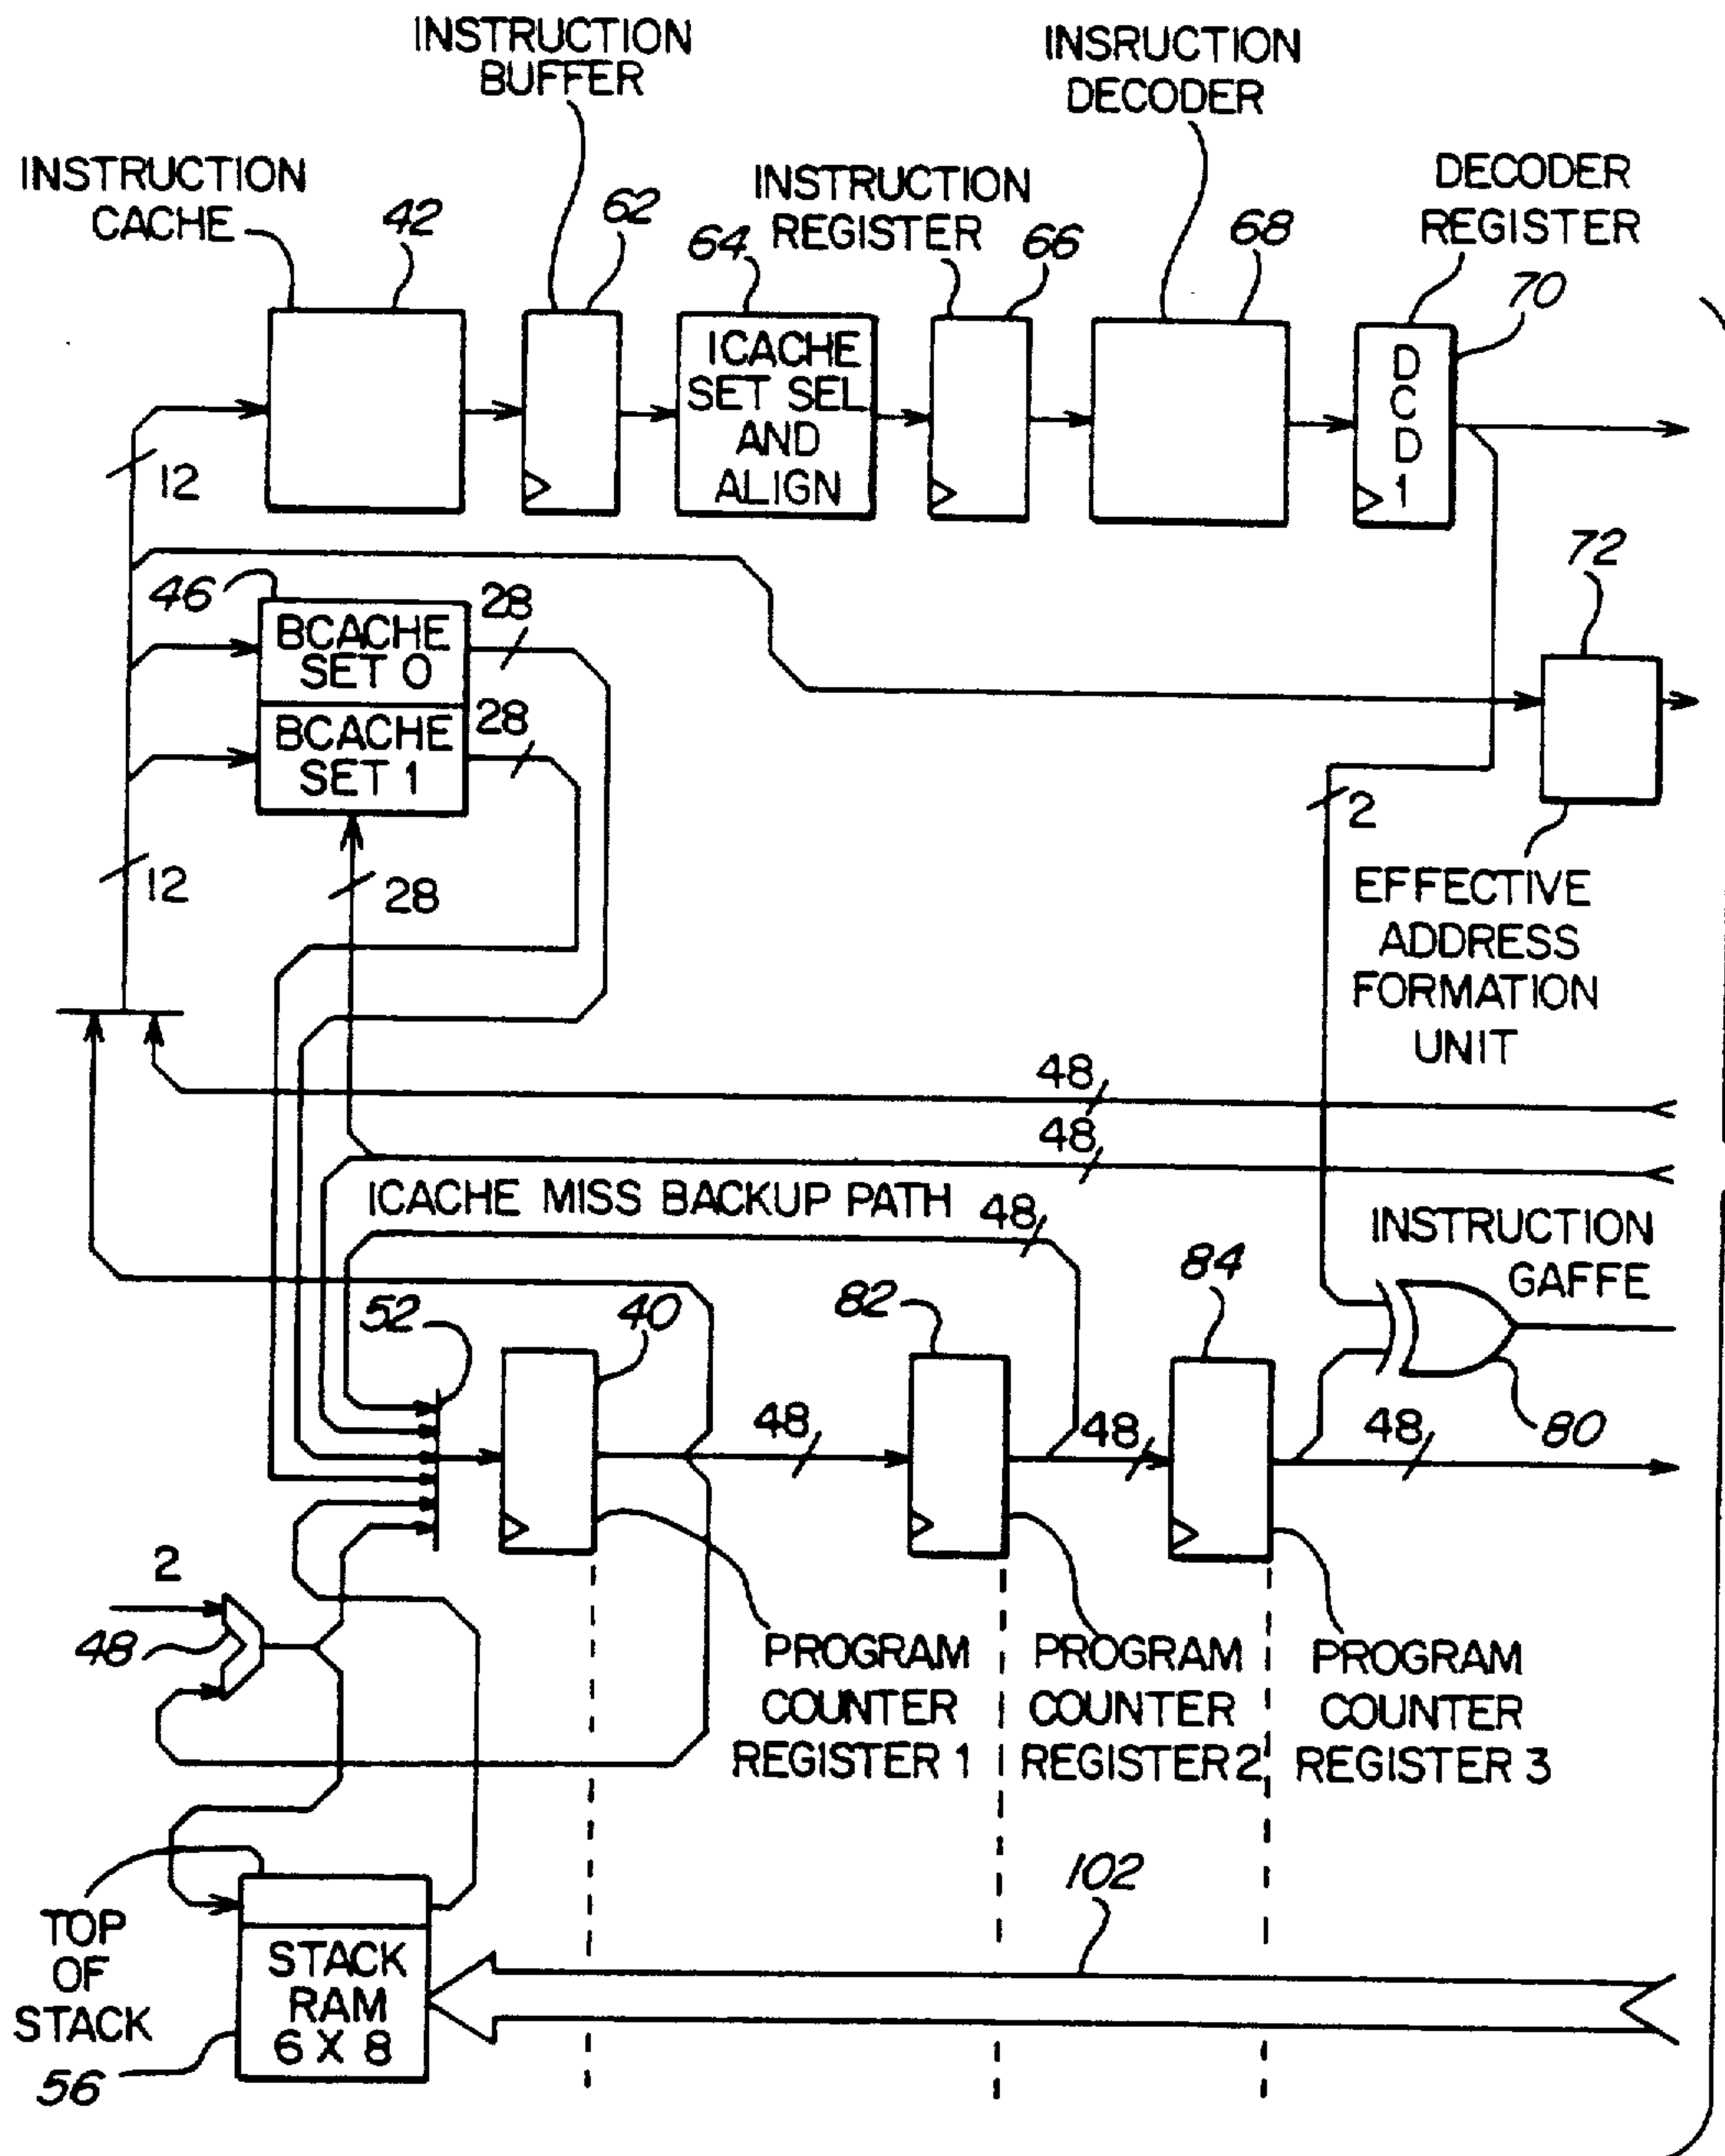 INSTRUCTION
BUFFER
INSRUCTION
DECODER
INSTRUCTION
CACHE
42
62
INSTRUCTION
REGISTER
64
66
68
DECODER
REGISTER
70
ICACHE
SET SEL
AND
ALIGN
D
C
D
1
12
72
46
BCACHE
SET 0
28
BCACHE
SET 1
28
2
12
28
EFFECTIVE
ADDRESS
FORMATION
UNIT
48
48
ICACHE MISS BACKUP PATH
48
INSTRUCTION
GAFFE
52
40
82
84
48
48
48
80
2
48
PROGRAM
COUNTER
REGISTER 1
PROGRAM
COUNTER
REGISTER 2
PROGRAM
COUNTER
REGISTER 3
102
TOP
OF
STACK
STACK
RAM
6 X 8
56